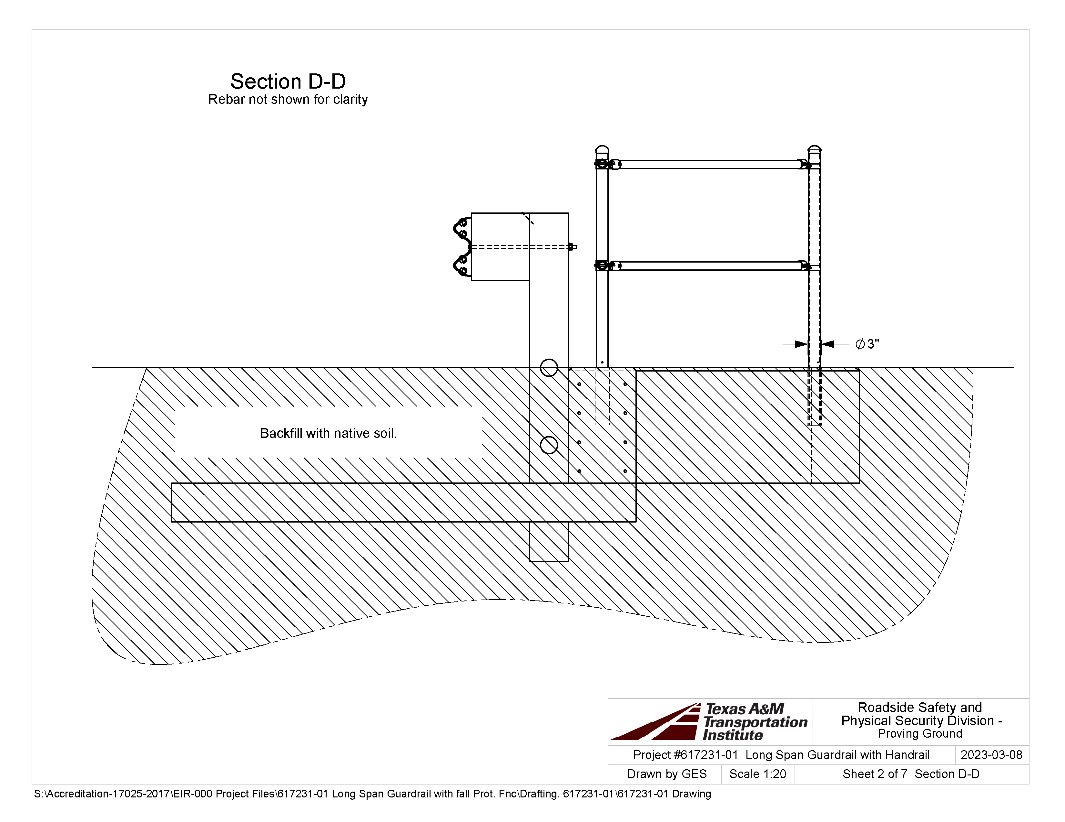 Section D-D
Rebar not shown for clarity
Ø3"
Backfill with native soil.
Texas A&M
Transportation
Institute
Roadside Safety and
Physical Security Division -
Proving Ground
Project #617231-01 Long Span Guardrail with Handrail
2023-03-08
Drawn by GES
Scale 1:20
Sheet 2 of 7 Section D-D
S:\Accreditation-17025-2017\EIR-000 Project Files\617231-01 Long Span Guardrail with fall Prot. Fnc\Drafting. 617231-01\617231-01 Drawing